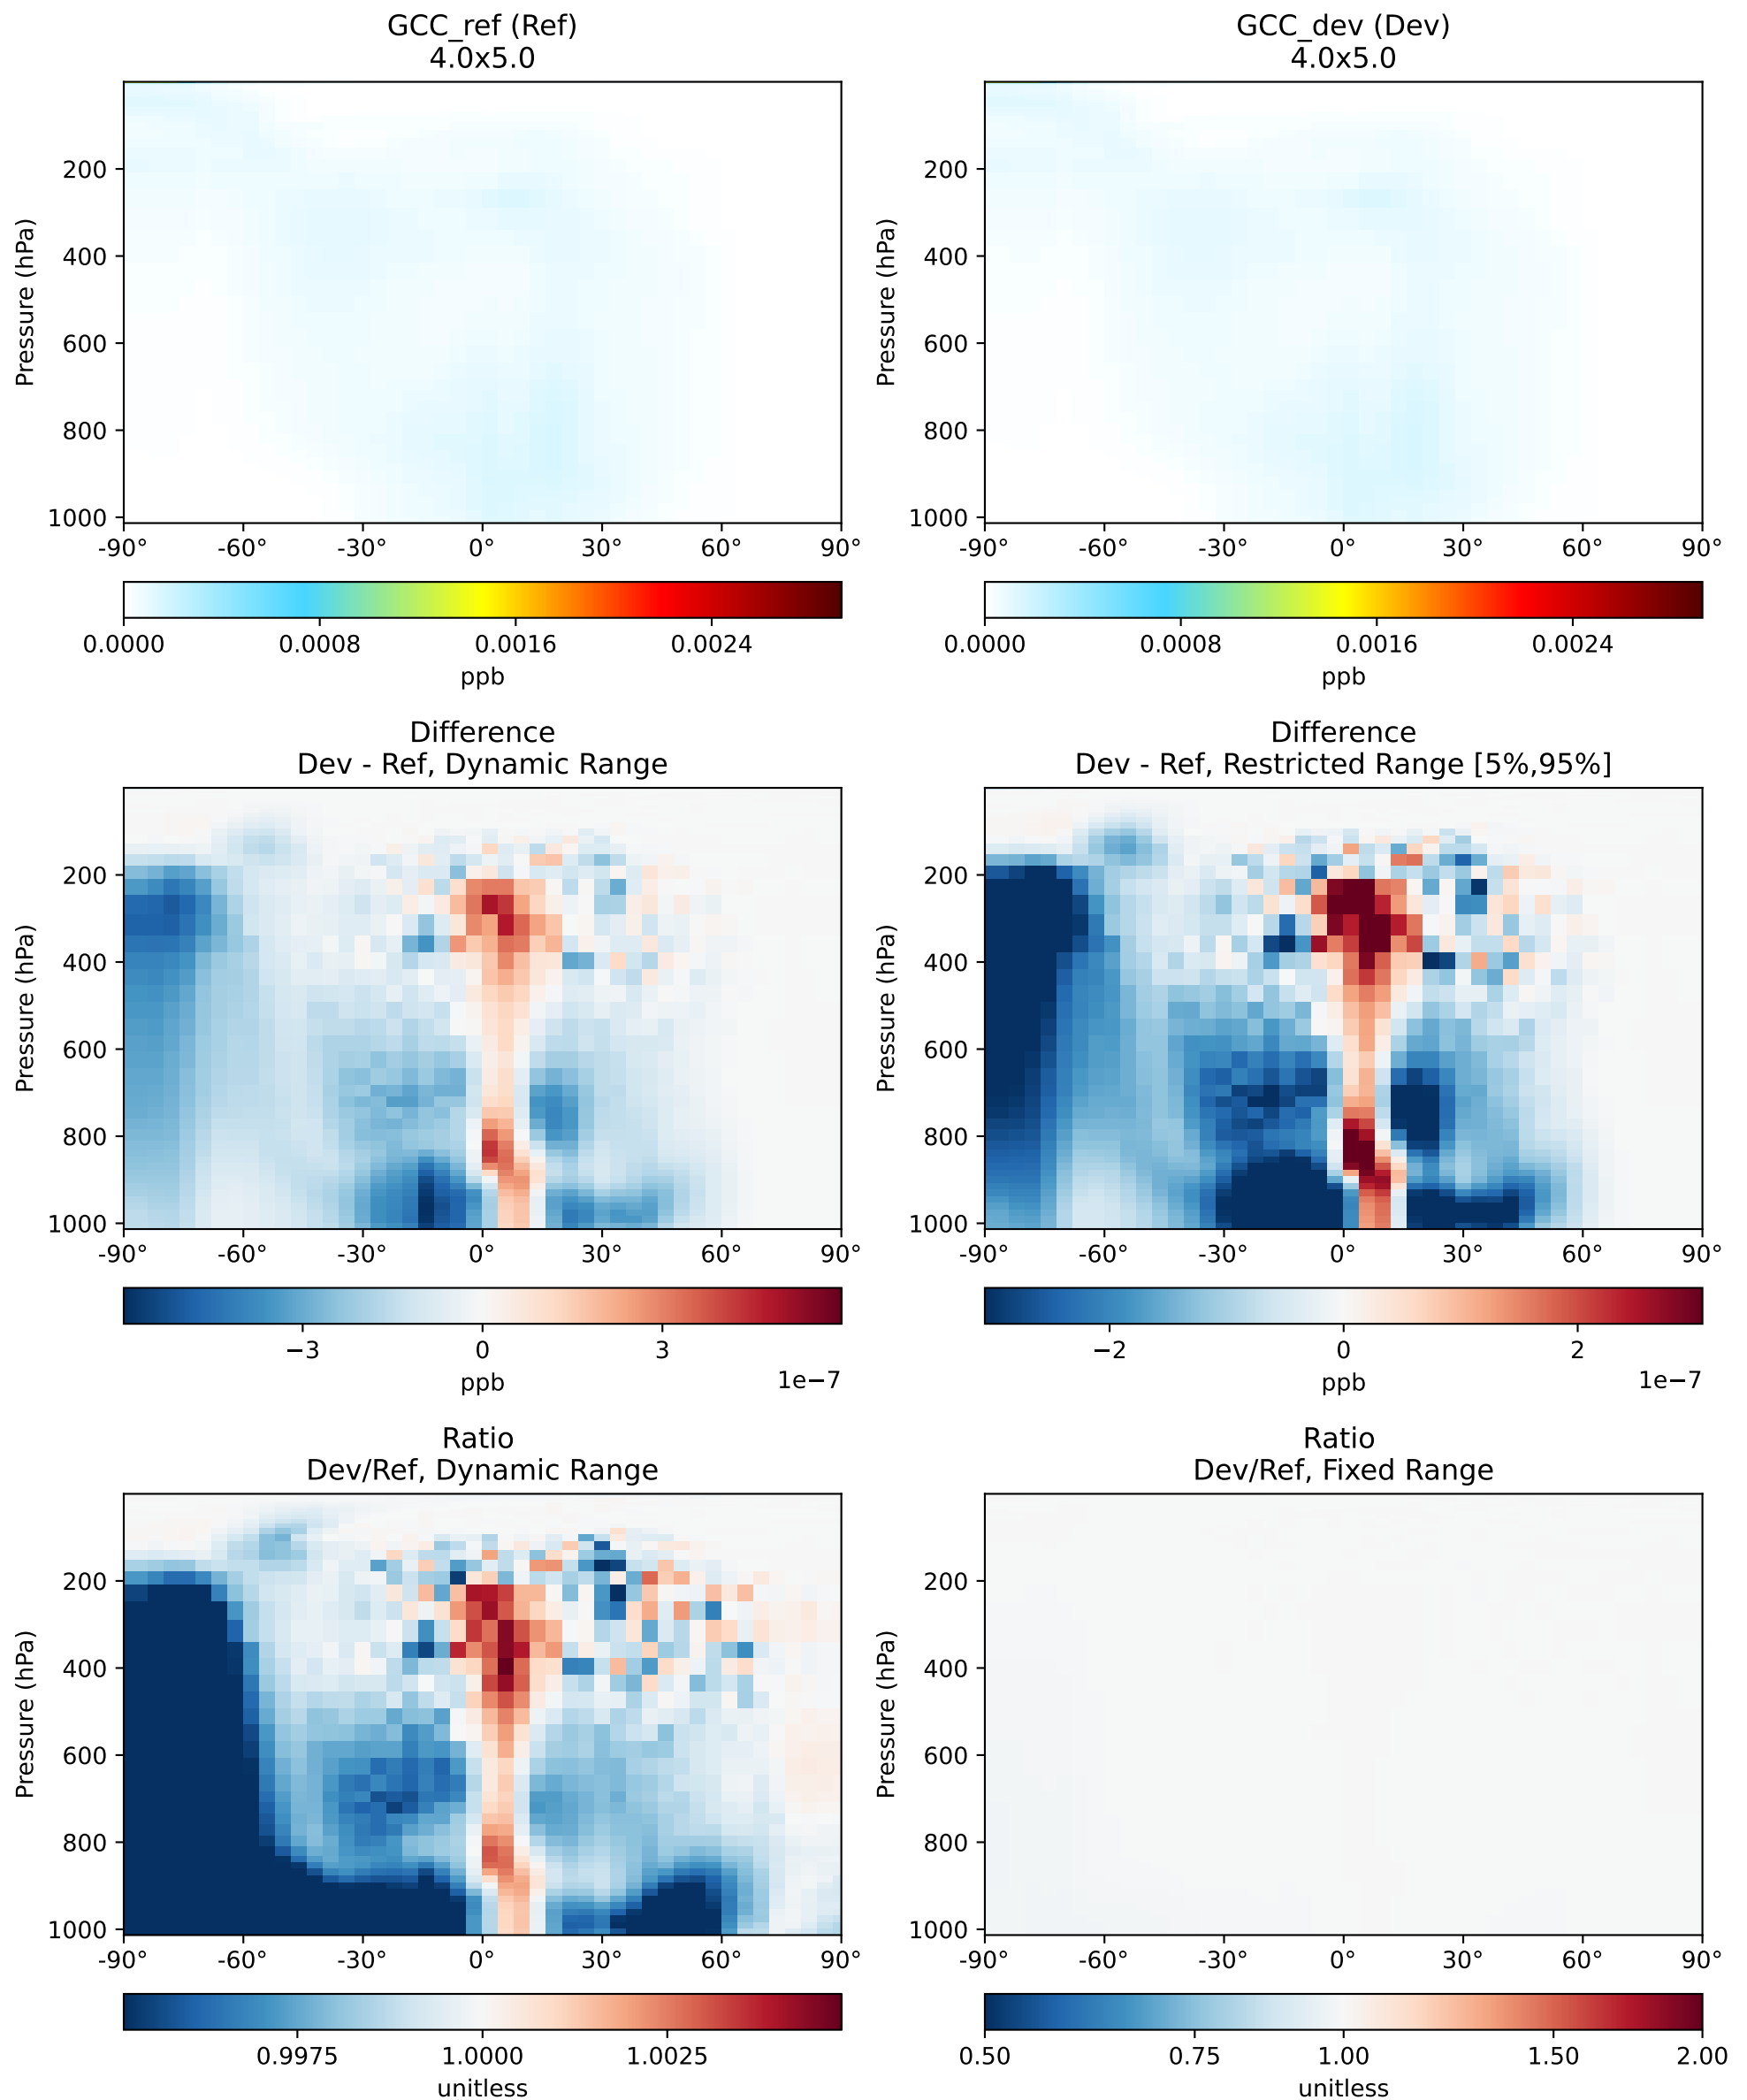 GCC_ref (Ref)
4.0x5.0
GCC_dev (Dev)
4.0x5.0
Pressure (hPa)
200
400
600
800
1000
-90° -60° -30° 0° 30° 60° 90°
Pressure (hPa)
200
400
600
800
1000
-90° -60° -30° 0° 30° 60° 90°
0.0000 0.0008 0.0016 0.0024
ppb
0.0000 0.0008 0.0016 0.0024
ppb
Difference
Dev - Ref, Dynamic Range
Difference
Dev - Ref, Restricted Range [5%,95%]
Pressure (hPa)
200
400
600
800
1000
-90° -60° -30° 0° 30° 60° 90°
Pressure (hPa)
200
400
600
800
1000
-90° -60° -30° 0° 30° 60° 90°
−3 0 3
ppb
1e−7
−2 0 2
ppb
1e−7
Ratio
Dev/Ref, Dynamic Range
Ratio
Dev/Ref, Fixed Range
Pressure (hPa)
200
400
600
800
1000
-90° -60° -30° 0° 30° 60° 90°
Pressure (hPa)
200
400
600
800
1000
-90° -60° -30° 0° 30° 60° 90°
0.9975 1.0000 1.0025
unitless
0.50 0.75 1.00 1.50 2.00
unitless